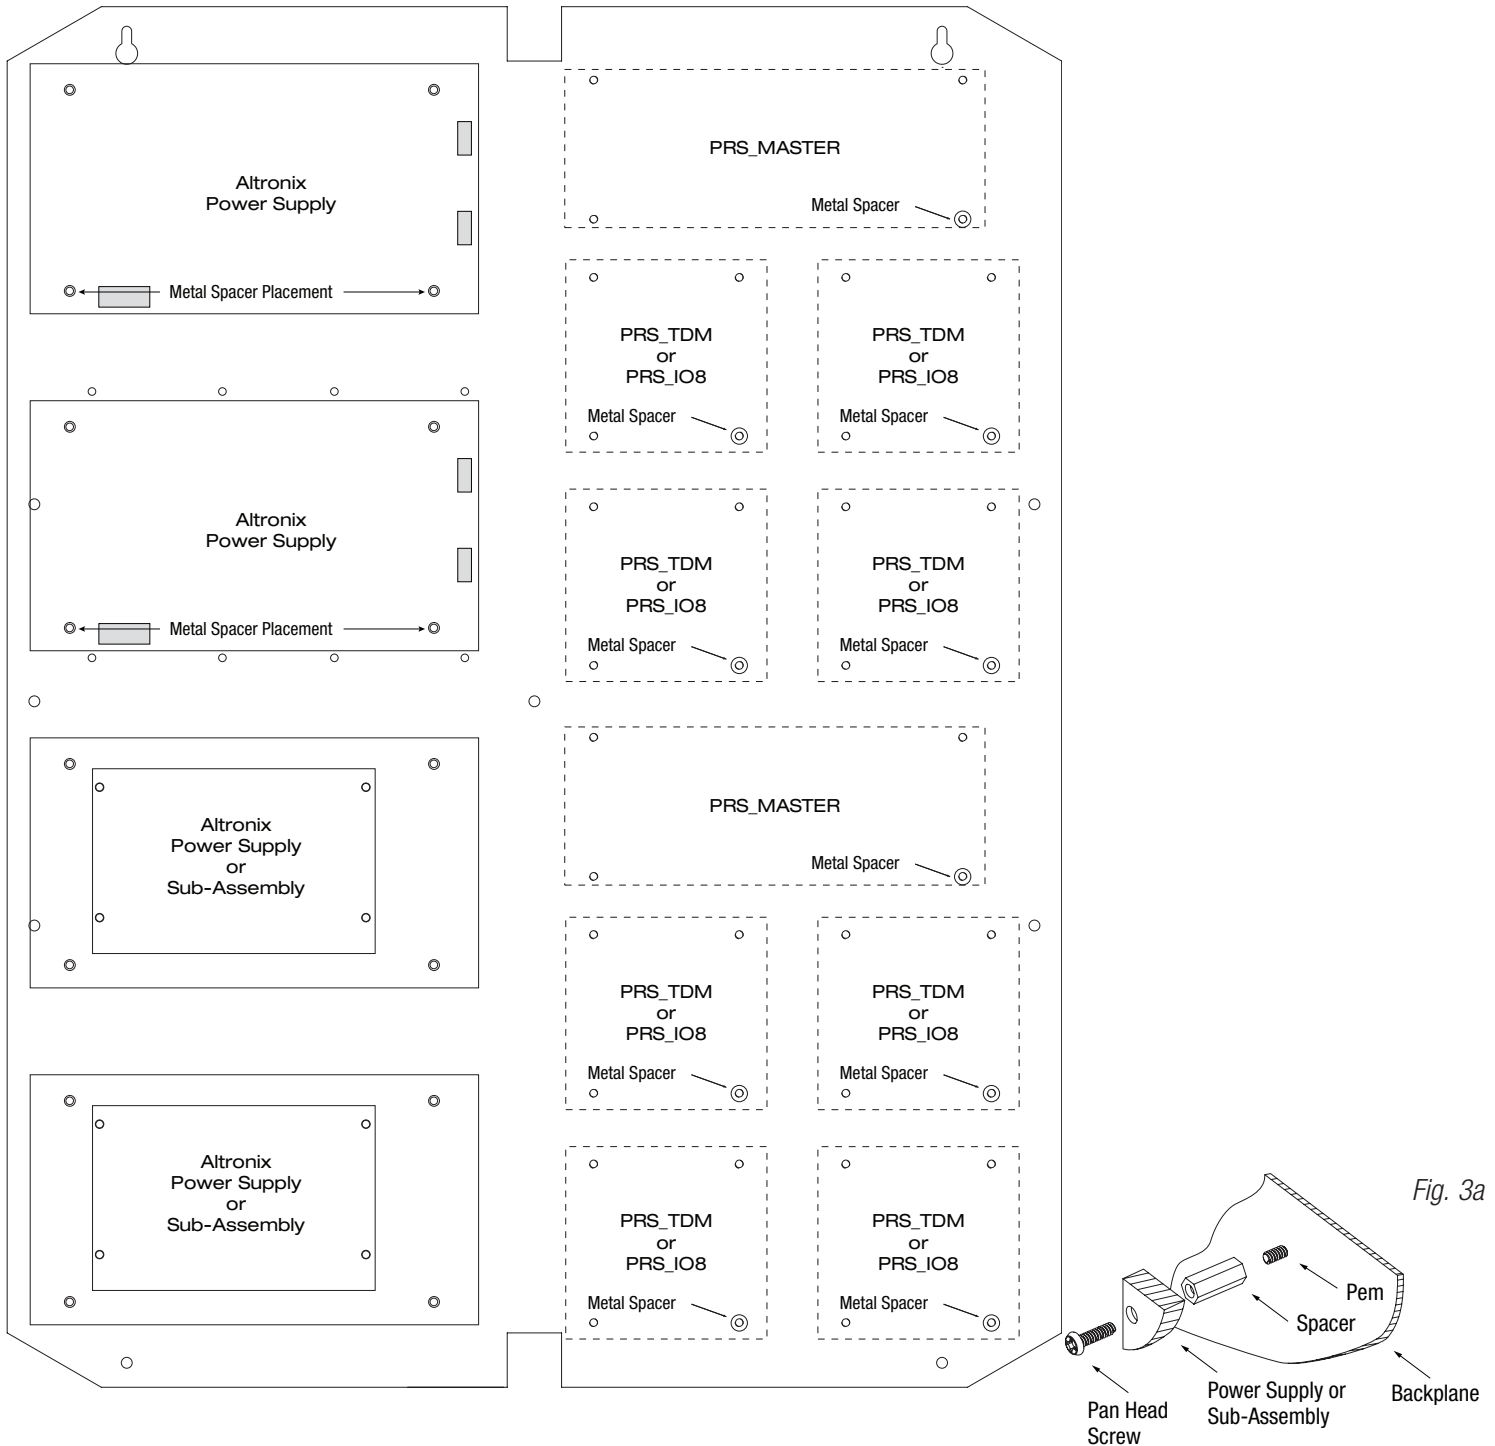 Altronix
Power Supply
Metal Spacer Placement
PRS_MASTER
Metal Spacer
PRS_TDM
or
PRS_IO8
Metal Spacer
PRS_TDM
or
PRS_IO8
Metal Spacer
Altronix
Power Supply
Metal Spacer Placement
PRS_TDM
or
PRS_IO8
Metal Spacer
PRS_TDM
or
PRS_IO8
Metal Spacer
Altronix
Power Supply
or
Sub-Assembly
PRS_MASTER
Metal Spacer
PRS_TDM
or
PRS_IO8
Metal Spacer
PRS_TDM
or
PRS_IO8
Metal Spacer
Altronix
Power Supply
or
Sub-Assembly
PRS_TDM
or
PRS_IO8
Metal Spacer
PRS_TDM
or
PRS_IO8
Metal Spacer
Fig. 3a
Pem
Spacer
Backplane
Power Supply or
Sub-Assembly
Pan Head
Screw